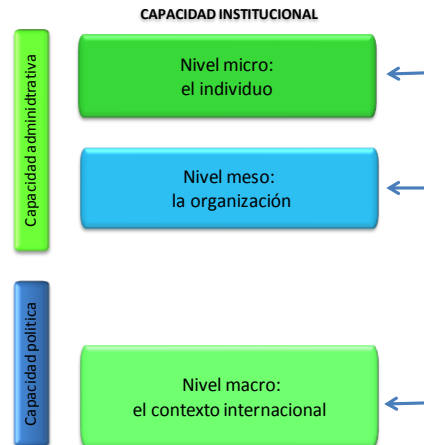 CAPACIDAD INSTITUCIONAL
Capacidad adminidtrativa
Nivel micro:
el individuo
Nivel meso:
la organización
Capacidad política
Nivel macro:
el contexto internacional